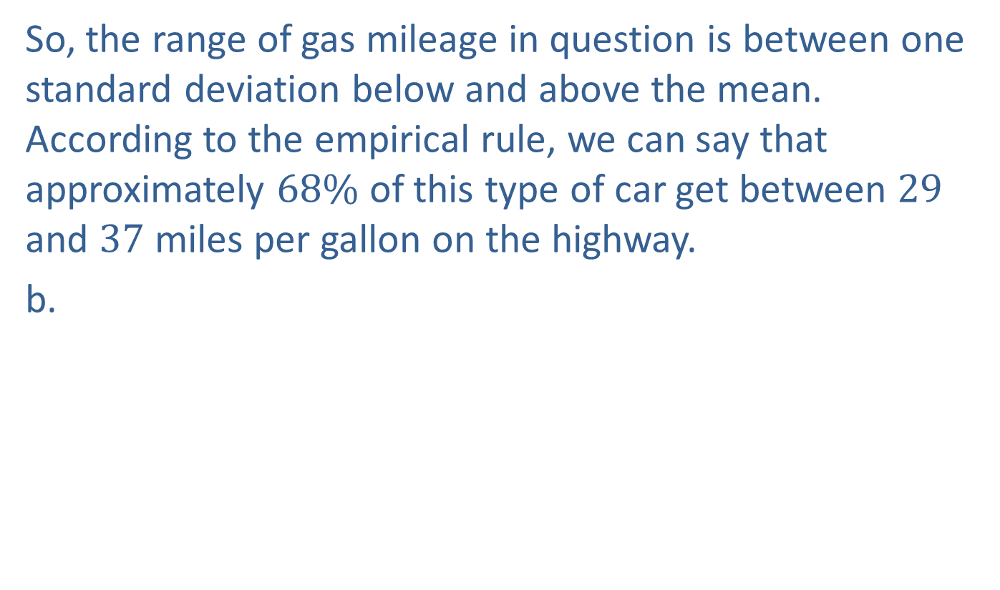 So, the range of gas mileage in question is between one
standard deviation below and above the mean.
According to the empirical rule, we can say that
approximately 68% of this type of car get between 29
and 37 miles per gallon on the highway.
b.